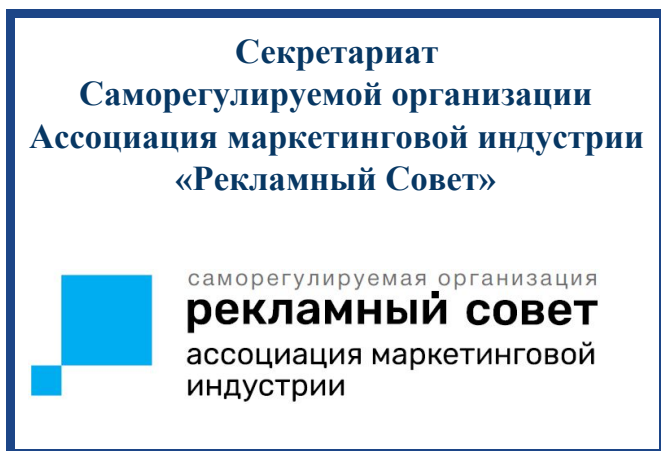 Секретариат
Саморегулируемой организации
Ассоциация маркетинговой индустрии
«Рекламный Совет»
саморегулируемая организация
рекламный совет
ассоциация маркетинговой
индустрии